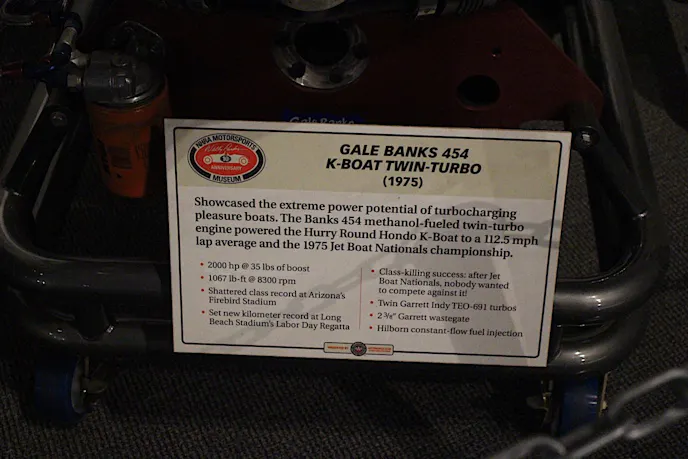 Gale Banks
NHRA MOTORSPORTS
ANNIVERSARY
MUSEUM
GALE BANKS 454
K-BOAT TWIN-TURBO
(1975)
Showcased the extreme power potential of turbocharging
pleasure boats. The Banks 454 methanol-fueled twin-turbo
engine powered the Hurry Round Hondo K-Boat to a 112.5 mph
lap average and the 1975 Jet Boat Nationals championship.
• 2000 hp @ 35 lbs of boost
• 1067 lb-ft @ 8300 rpm
• Shattered class record at Arizona's
Firebird Stadium
• Set new kilometer record at Long
Beach Stadium's Labor Day Regatta
• Class-killing success: after Jet
Boat Nationals, nobody wanted
to compete against it!
• Twin Garrett Indy TEO-691 turbos
• 2 ⅜" Garrett wastegate
• Hilborn constant-flow fuel injection